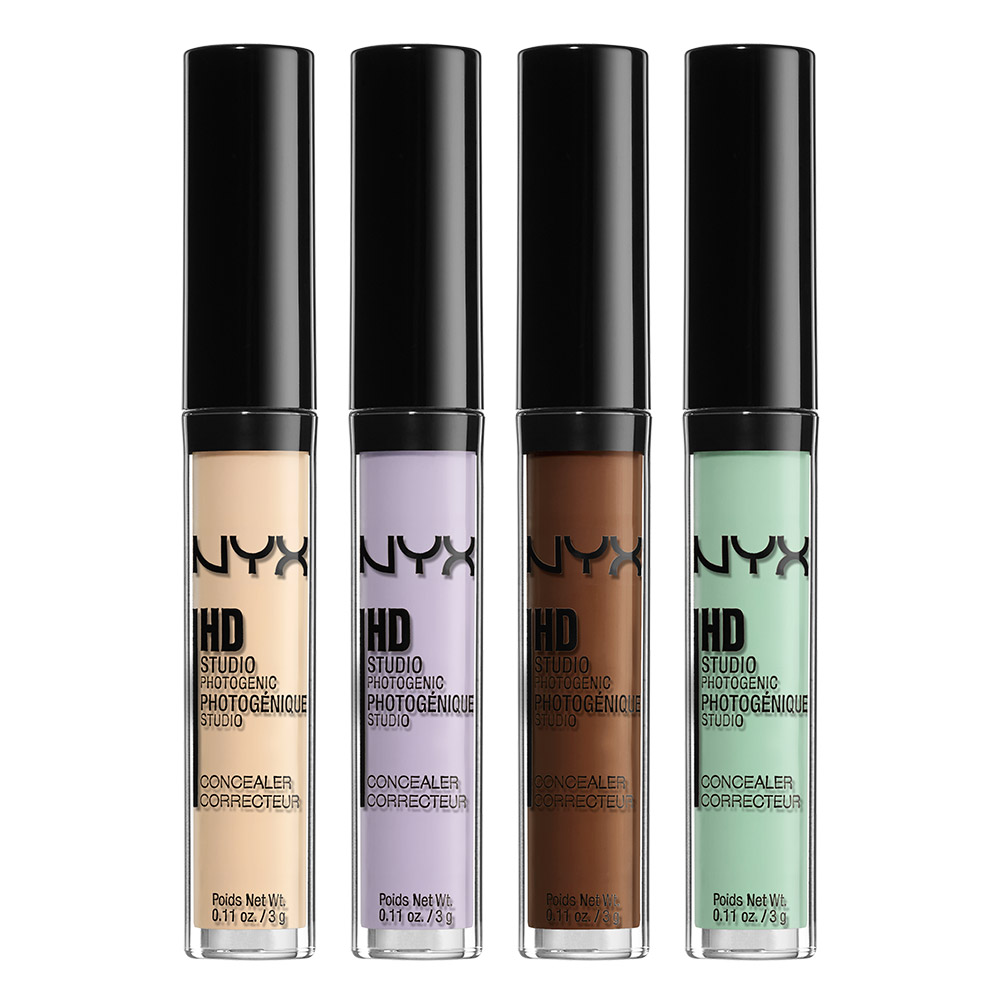 NYX
HD
STUDIO
PHOTOGENIC
PHOTOGÉNIQUE
STUDIO
CONCEALER
CORRECTEUR
Poids Net Wt.
0.11 oz. / 3 g
NYX
HD
STUDIO
PHOTOGENIC
PHOTOGÉNIQUE
STUDIO
CONCEALER
CORRECTEUR
Poids Net Wt.
0.11 oz. / 3 g
NYX
HD
STUDIO
PHOTOGENIC
PHOTOGÉNIQUE
STUDIO
CONCEALER
CORRECTEUR
Poids Net Wt.
0.11 oz. / 3 g
NYX
HD
STUDIO
PHOTOGENIC
PHOTOGÉNIQUE
STUDIO
CONCEALER
CORRECTEUR
Poids Net Wt.
0.11 oz. / 3 g